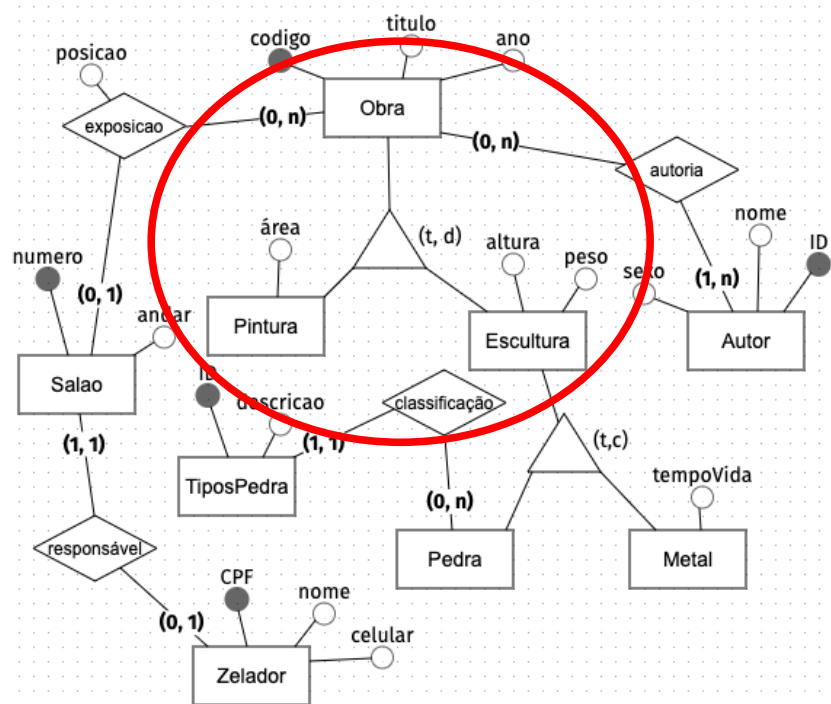 titulo
codigo
ano
posicao
Obra
(0, n)
exposicao
(0, n)
autoria
nome
área
(t, d)
altura
ID
numero
peso
sexo
(1, n)
(0, 1)
andar
Pintura
Escultura
Autor
Salao
ID
descricao
classificação
(1, 1)
(1, 1)
(t,c)
tempoVida
TiposPedra
(0, n)
responsável
Pedra
Metal
CPF
nome
(0, 1)
celular
Zelador